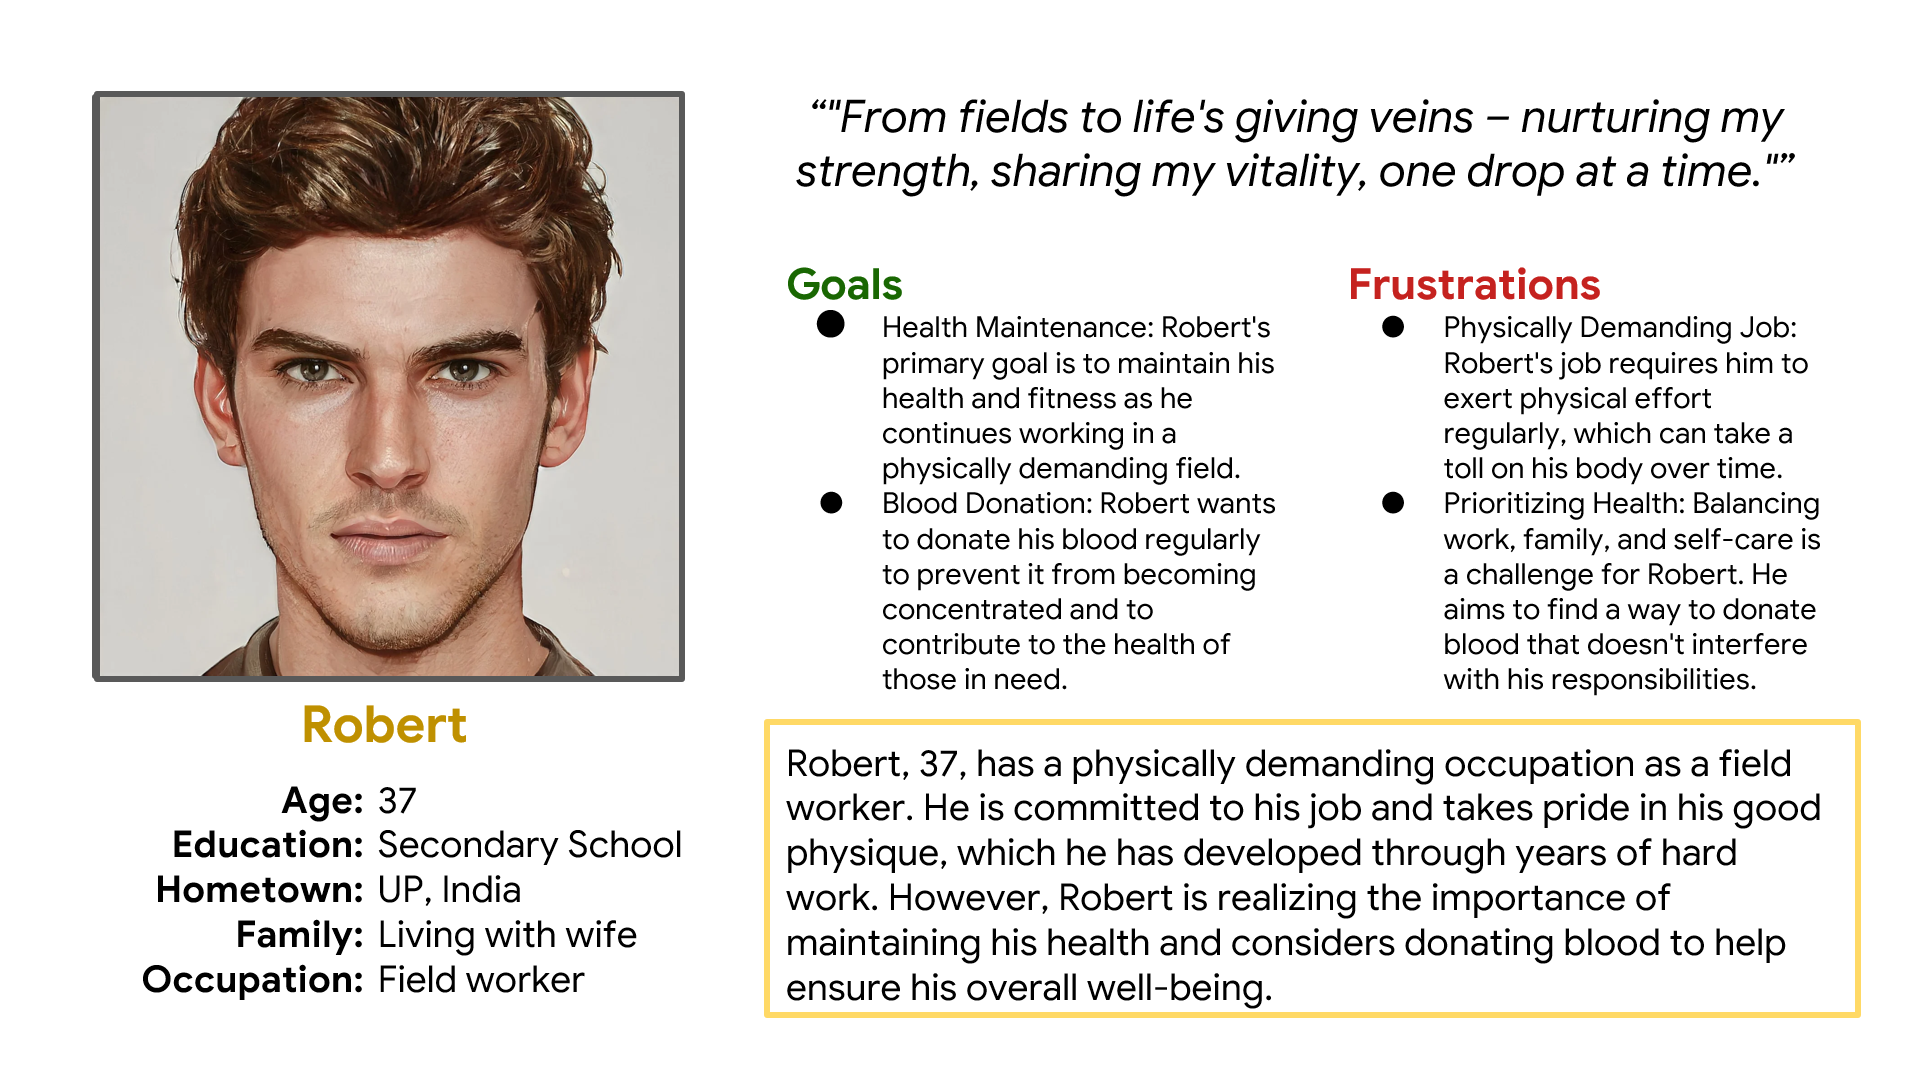 “"From fields to life's giving veins – nurturing my
strength, sharing my vitality, one drop at a time."”
Goals
● Health Maintenance: Robert's
primary goal is to maintain his
health and fitness as he
continues working in a
physically demanding field.
● Blood Donation: Robert wants
to donate his blood regularly
to prevent it from becoming
concentrated and to
contribute to the health of
those in need.
Frustrations
● Physically Demanding Job:
Robert's job requires him to
exert physical effort
regularly, which can take a
toll on his body over time.
● Prioritizing Health: Balancing
work, family, and self-care is
a challenge for Robert. He
aims to find a way to donate
blood that doesn't interfere
with his responsibilities.
Robert
Age: 37
Education: Secondary School
Hometown: UP, India
Family: Living with wife
Occupation: Field worker
Robert, 37, has a physically demanding occupation as a field
worker. He is committed to his job and takes pride in his good
physique, which he has developed through years of hard
work. However, Robert is realizing the importance of
maintaining his health and considers donating blood to help
ensure his overall well-being.